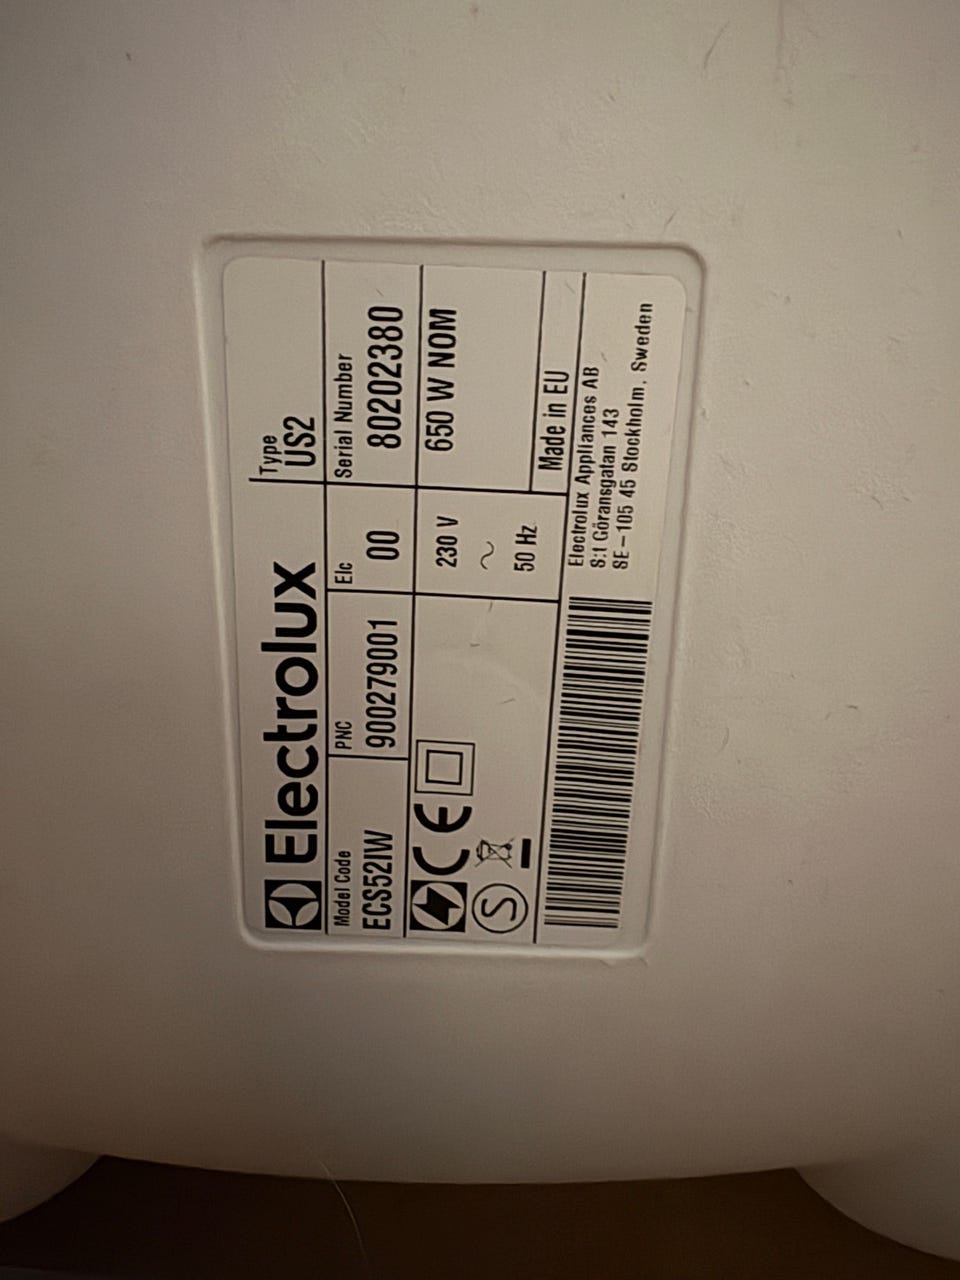 Electrolux
Type
US2
Model Code
ECS52IW
PNC
900279001
Elc
00
Serial Number
80202380
CE
S
230 V
~
50 Hz
650 W NOM
Made in EU
Electrolux Appliances AB
S:t Göransgatan 143
SE-105 45 Stockholm, Sweden